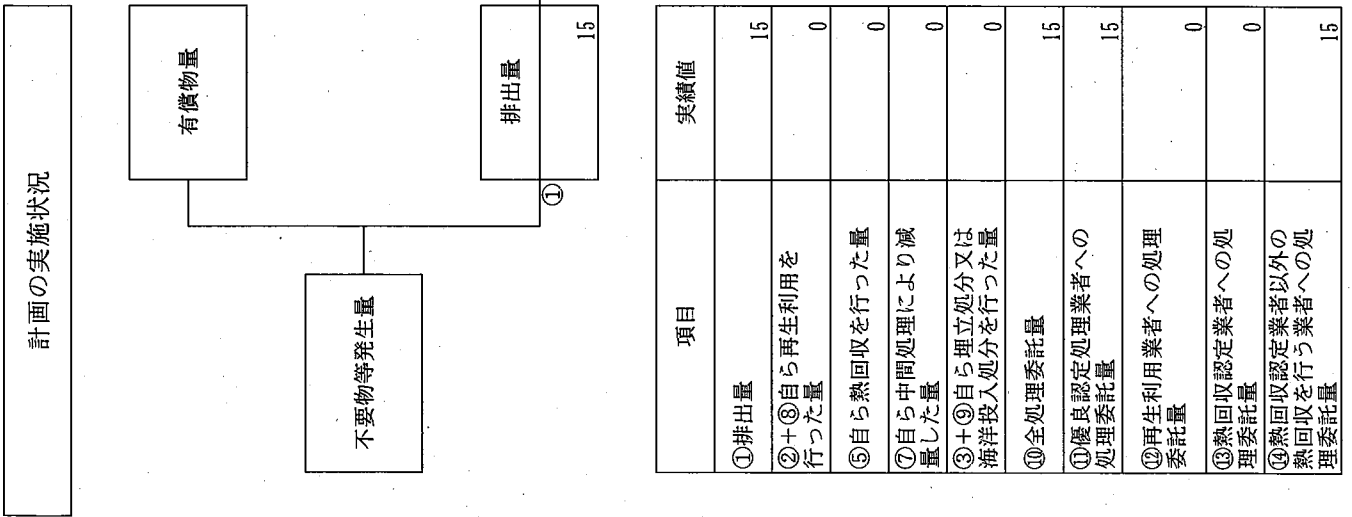 計画の実施状況
有償物量
不要物等発生量
①
排出量
15
項目
実績値
①排出量
15
②+⑧自ら再生利用を
行った量
0
⑤自ら熱回収を行った量
0
⑦自ら中間処理により減
量した量
0
③+⑨自ら埋立処分又は
海洋投入処分を行った量
0
⑩全処理委託量
15
⑪優良認定処理業者への
処理委託量
15
⑫再生利用業者への処理
委託量
0
⑬熱回収認定業者への処
理委託量
0
⑭熱回収認定業者以外の
熱回収を行う業者への処
理委託量
15